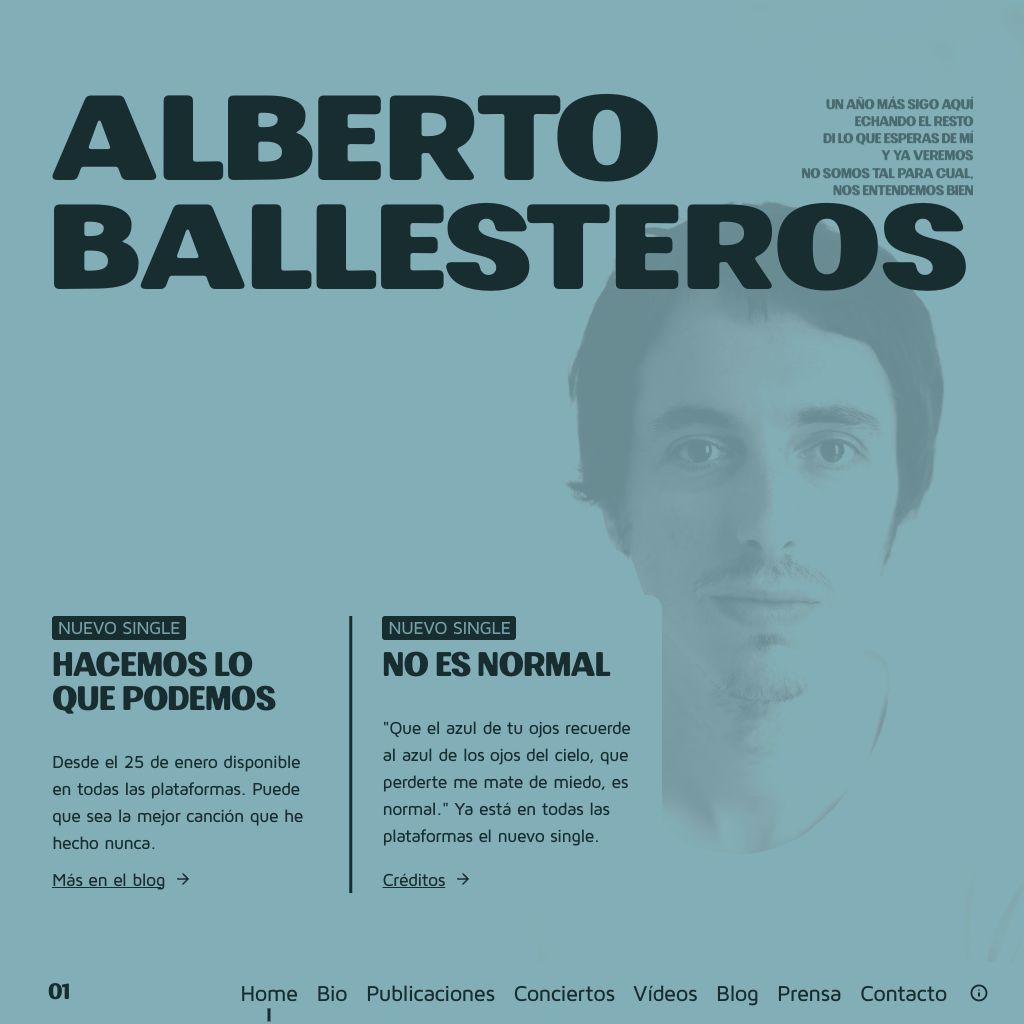 ALBERTO
BALLESTEROS
UN AÑO MÁS SIGO AQUÍ
ECHANDO EL RESTO
DI LO QUE ESPERAS DE MÍ
Y YA VEREMOS
NO SOMOS TAL PARA CUAL,
NOS ENTENDEMOS BIEN
NUEVO SINGLE
HACEMOS LO
QUE PODEMOS
Desde el 25 de enero disponible
en todas las plataformas. Puede
que sea la mejor canción que he
hecho nunca.
Más en el blog
NUEVO SINGLE
NO ES NORMAL
"Que el azul de tu ojos recuerde
al azul de los ojos del cielo, que
perderte me mate de miedo, es
normal." Ya está en todas las
plataformas el nuevo single.
Créditos
01
Home Bio Publicaciones Conciertos Vídeos Blog Prensa Contacto